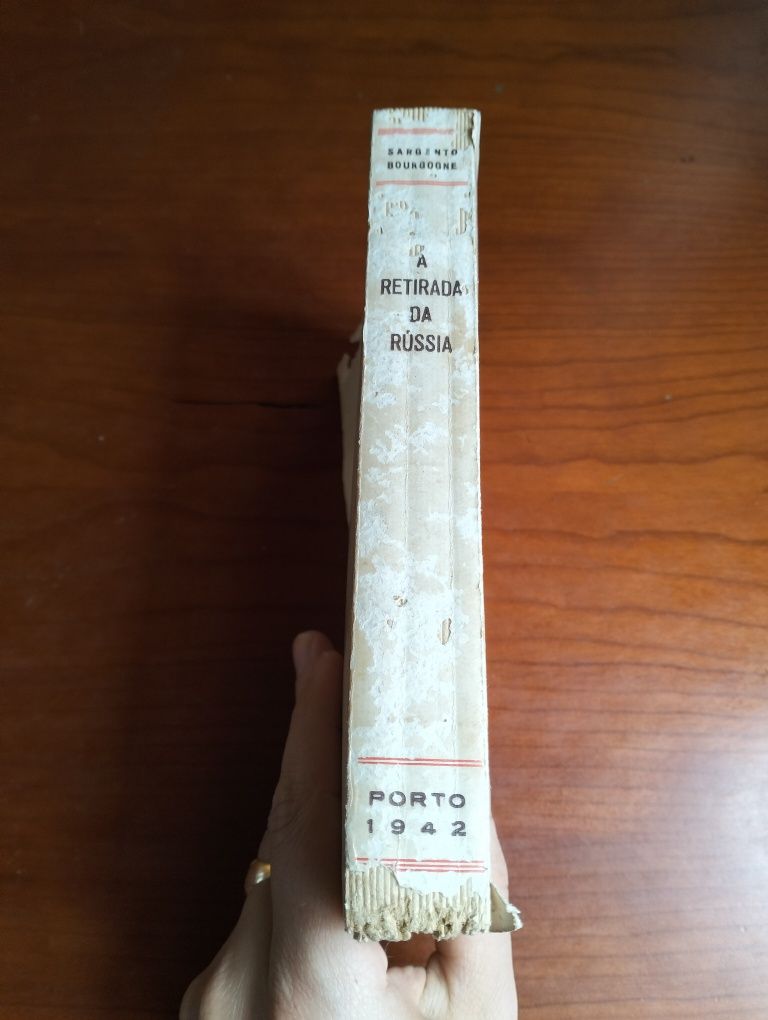 SARGENTO
BOURGOGNE
A
RETIRADA
DA
RÚSSIA
PORTO
1942